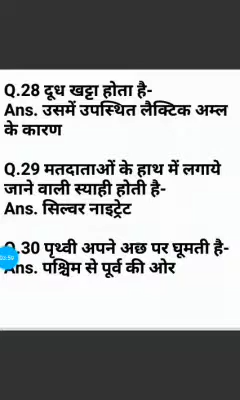 Q.28 दूध खट्टा होता है-
Ans. उसमें उपस्थित लैक्टिक अम्ल
के कारण
Q.29 मतदाताओं के हाथ में लगाये
जाने वाली स्याही होती है-
Ans. सिल्वर नाइट्रेट
Q.30 पृथ्वी अपने अछ पर घूमती है-
Ans. पश्चिम से पूर्व की ओर